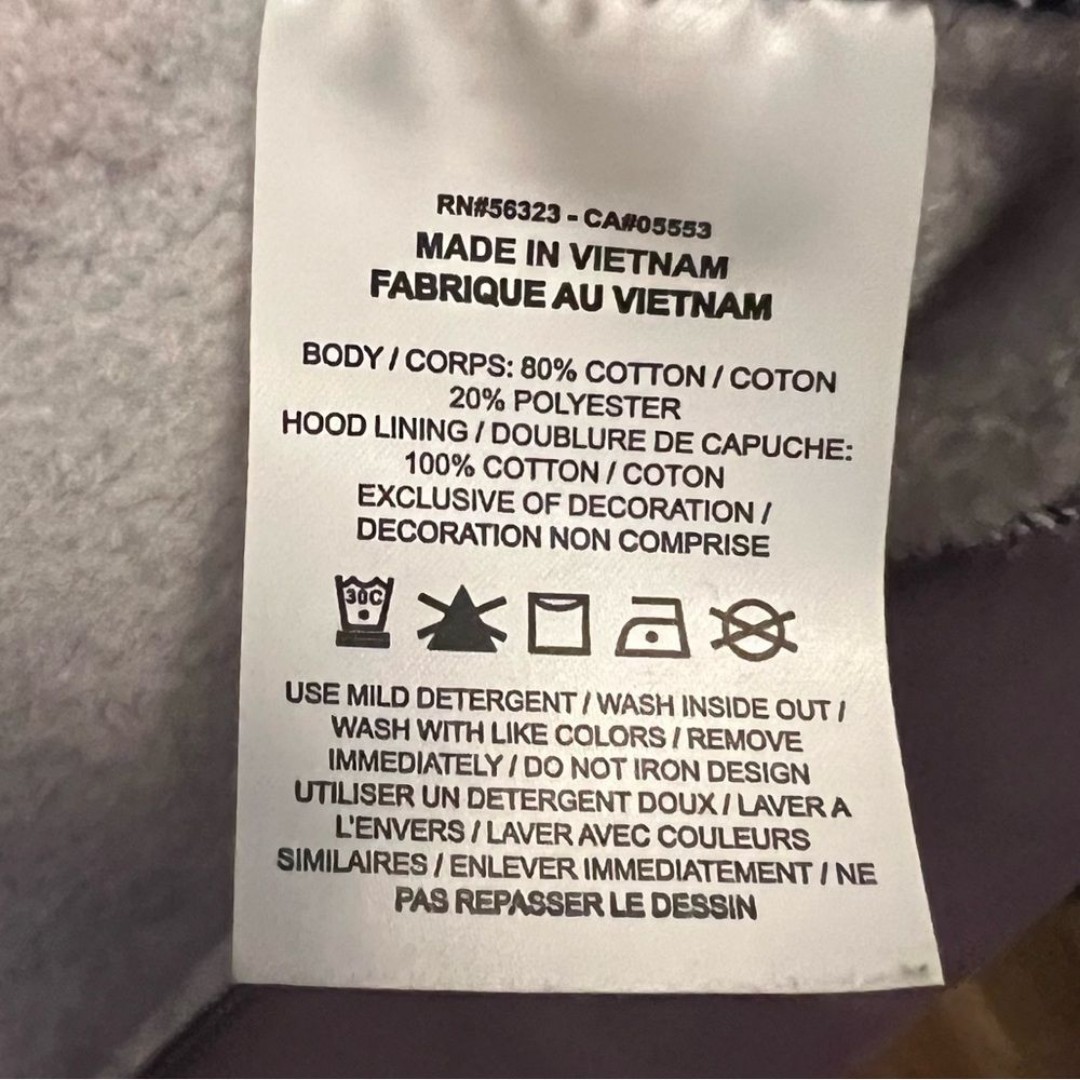 RN#56323 - CA#05553
MADE IN VIETNAM
FABRIQUE AU VIETNAM
BODY / CORPS: 80% COTTON / COTON
20% POLYESTER
HOOD LINING / DOUBLURE DE CAPUCHE:
100% COTTON / COTON
EXCLUSIVE OF DECORATION /
DECORATION NON COMPRISE
30C
USE MILD DETERGENT / WASH INSIDE OUT /
WASH WITH LIKE COLORS / REMOVE
IMMEDIATELY / DO NOT IRON DESIGN
UTILISER UN DETERGENT DOUX / LAVER A
L'ENVERS / LAVER AVEC COULEURS
SIMILAIRES / ENLEVER IMMEDIATEMENT / NE
PAS REPASSER LE DESSIN